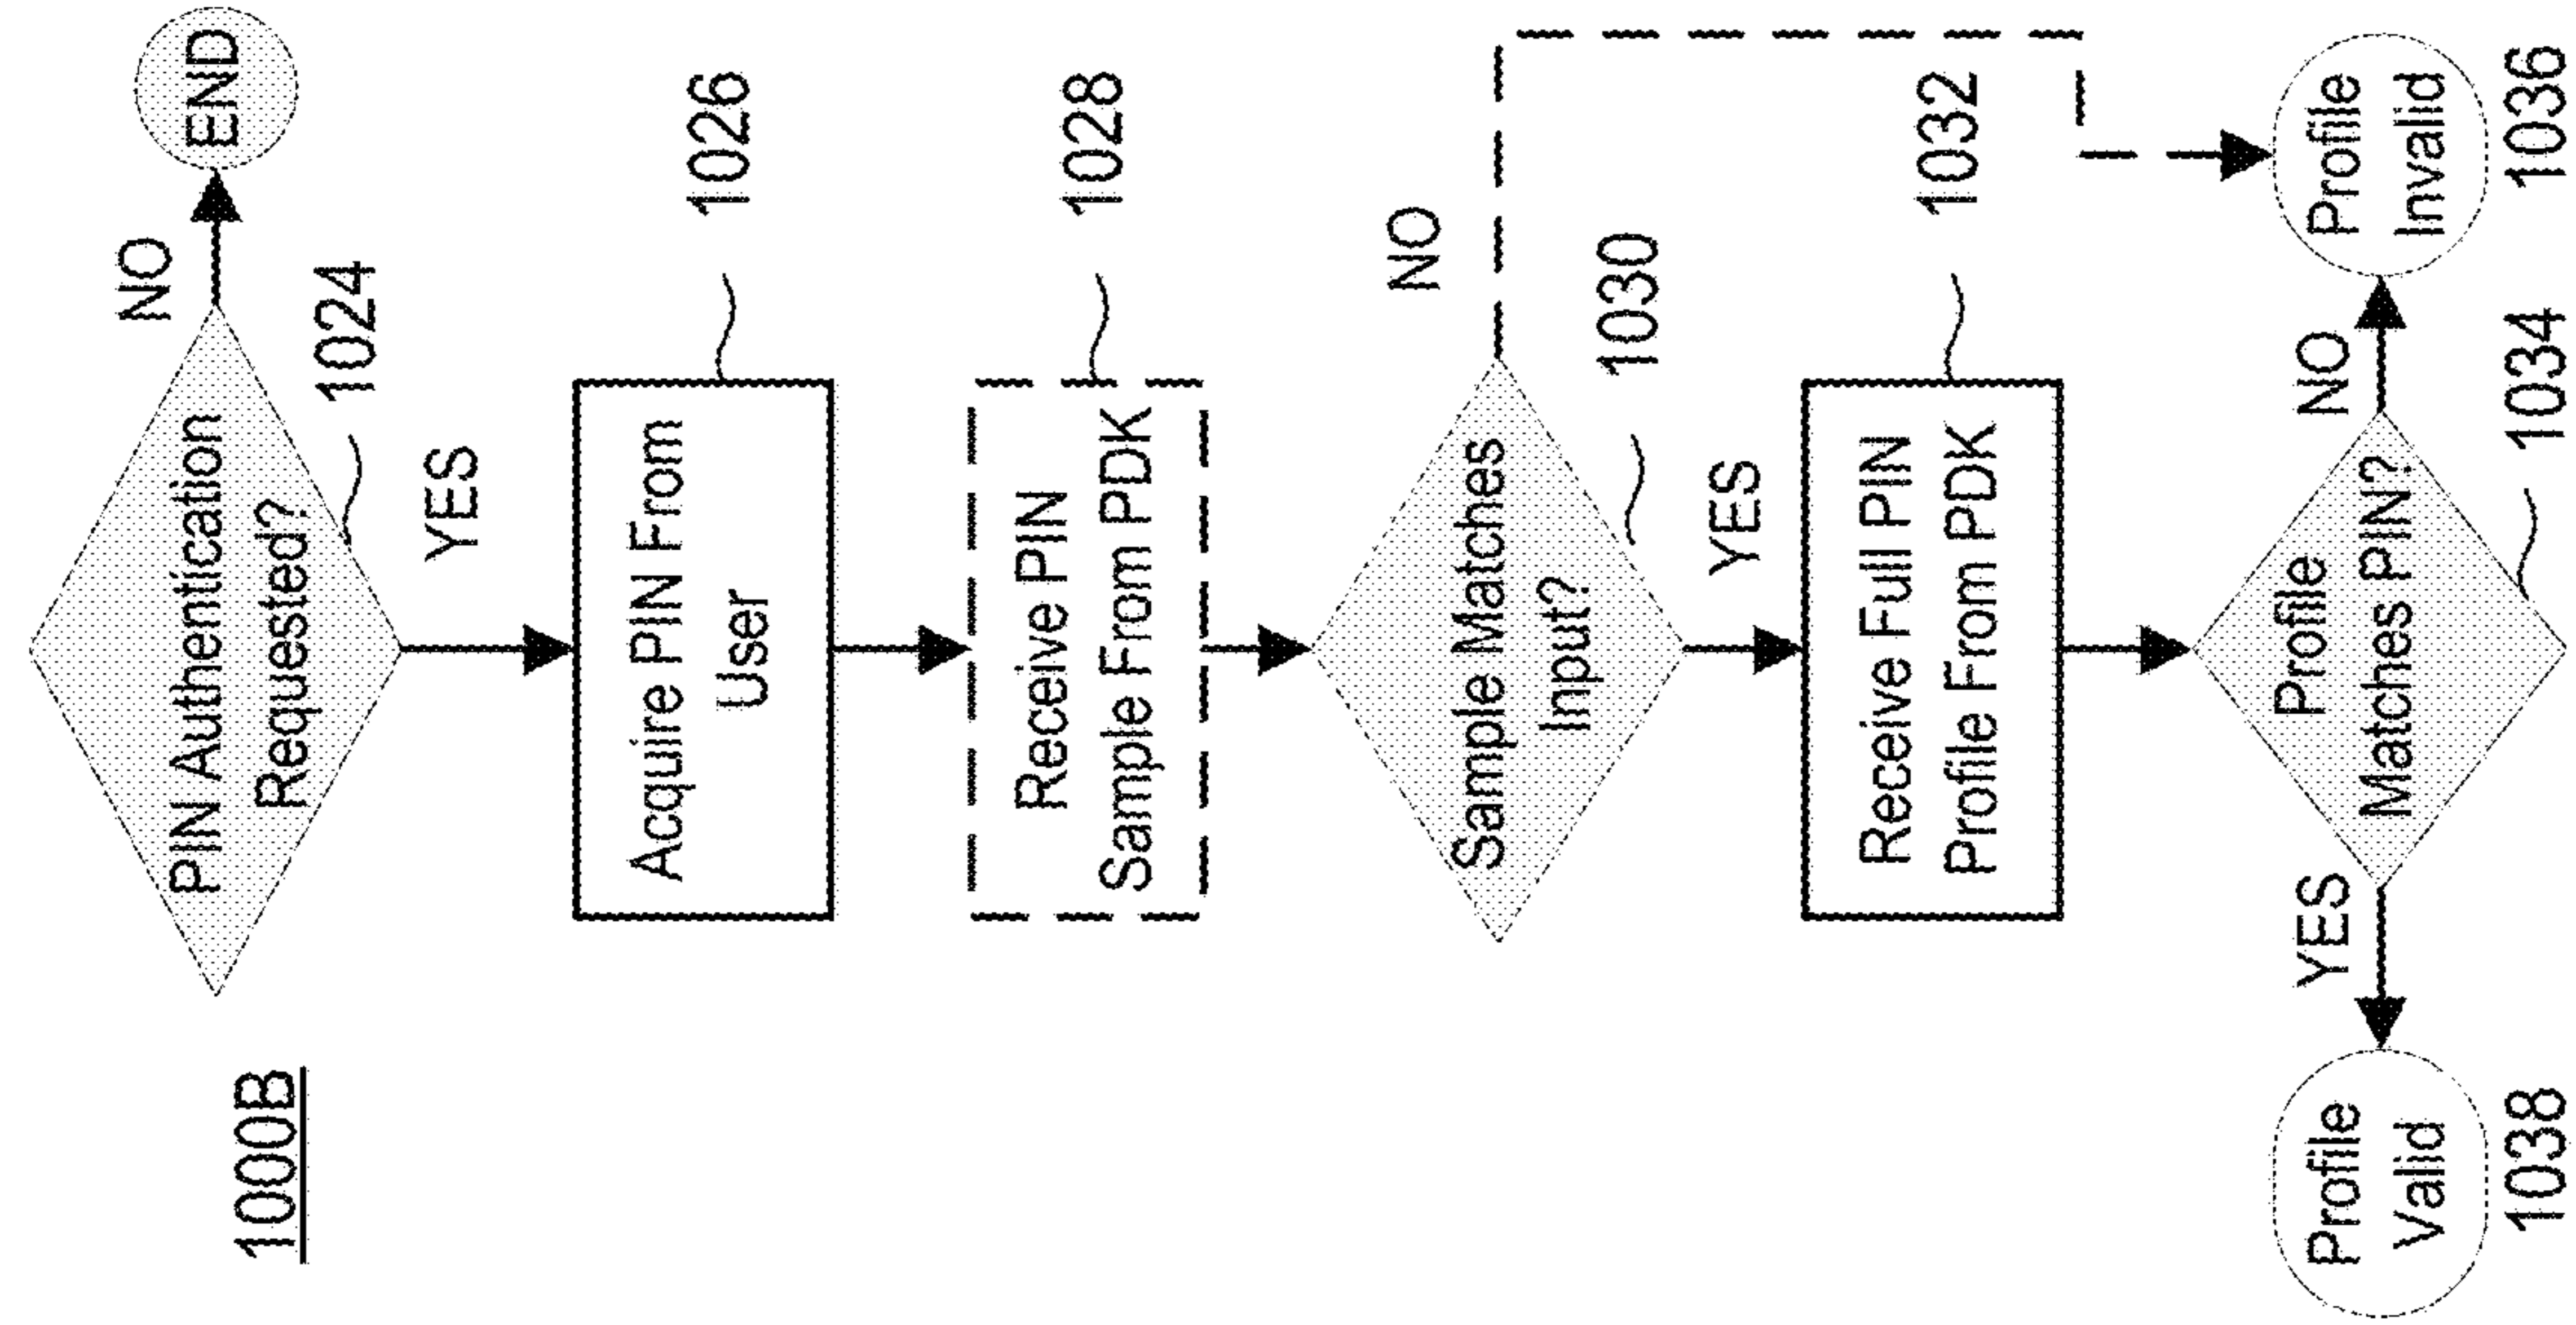 1000B
PIN Authentication
Requested?
NO
END
1024
YES
Acquire PIN From
User
1026
Receive PIN
Sample From PDK
1028
Sample Matches
Input?
NO
1030
YES
Receive Full PIN
Profile From PDK
1032
Profile
Matches PIN?
1034
YES
NO
Profile
Valid
1038
Profile
Invalid
1036